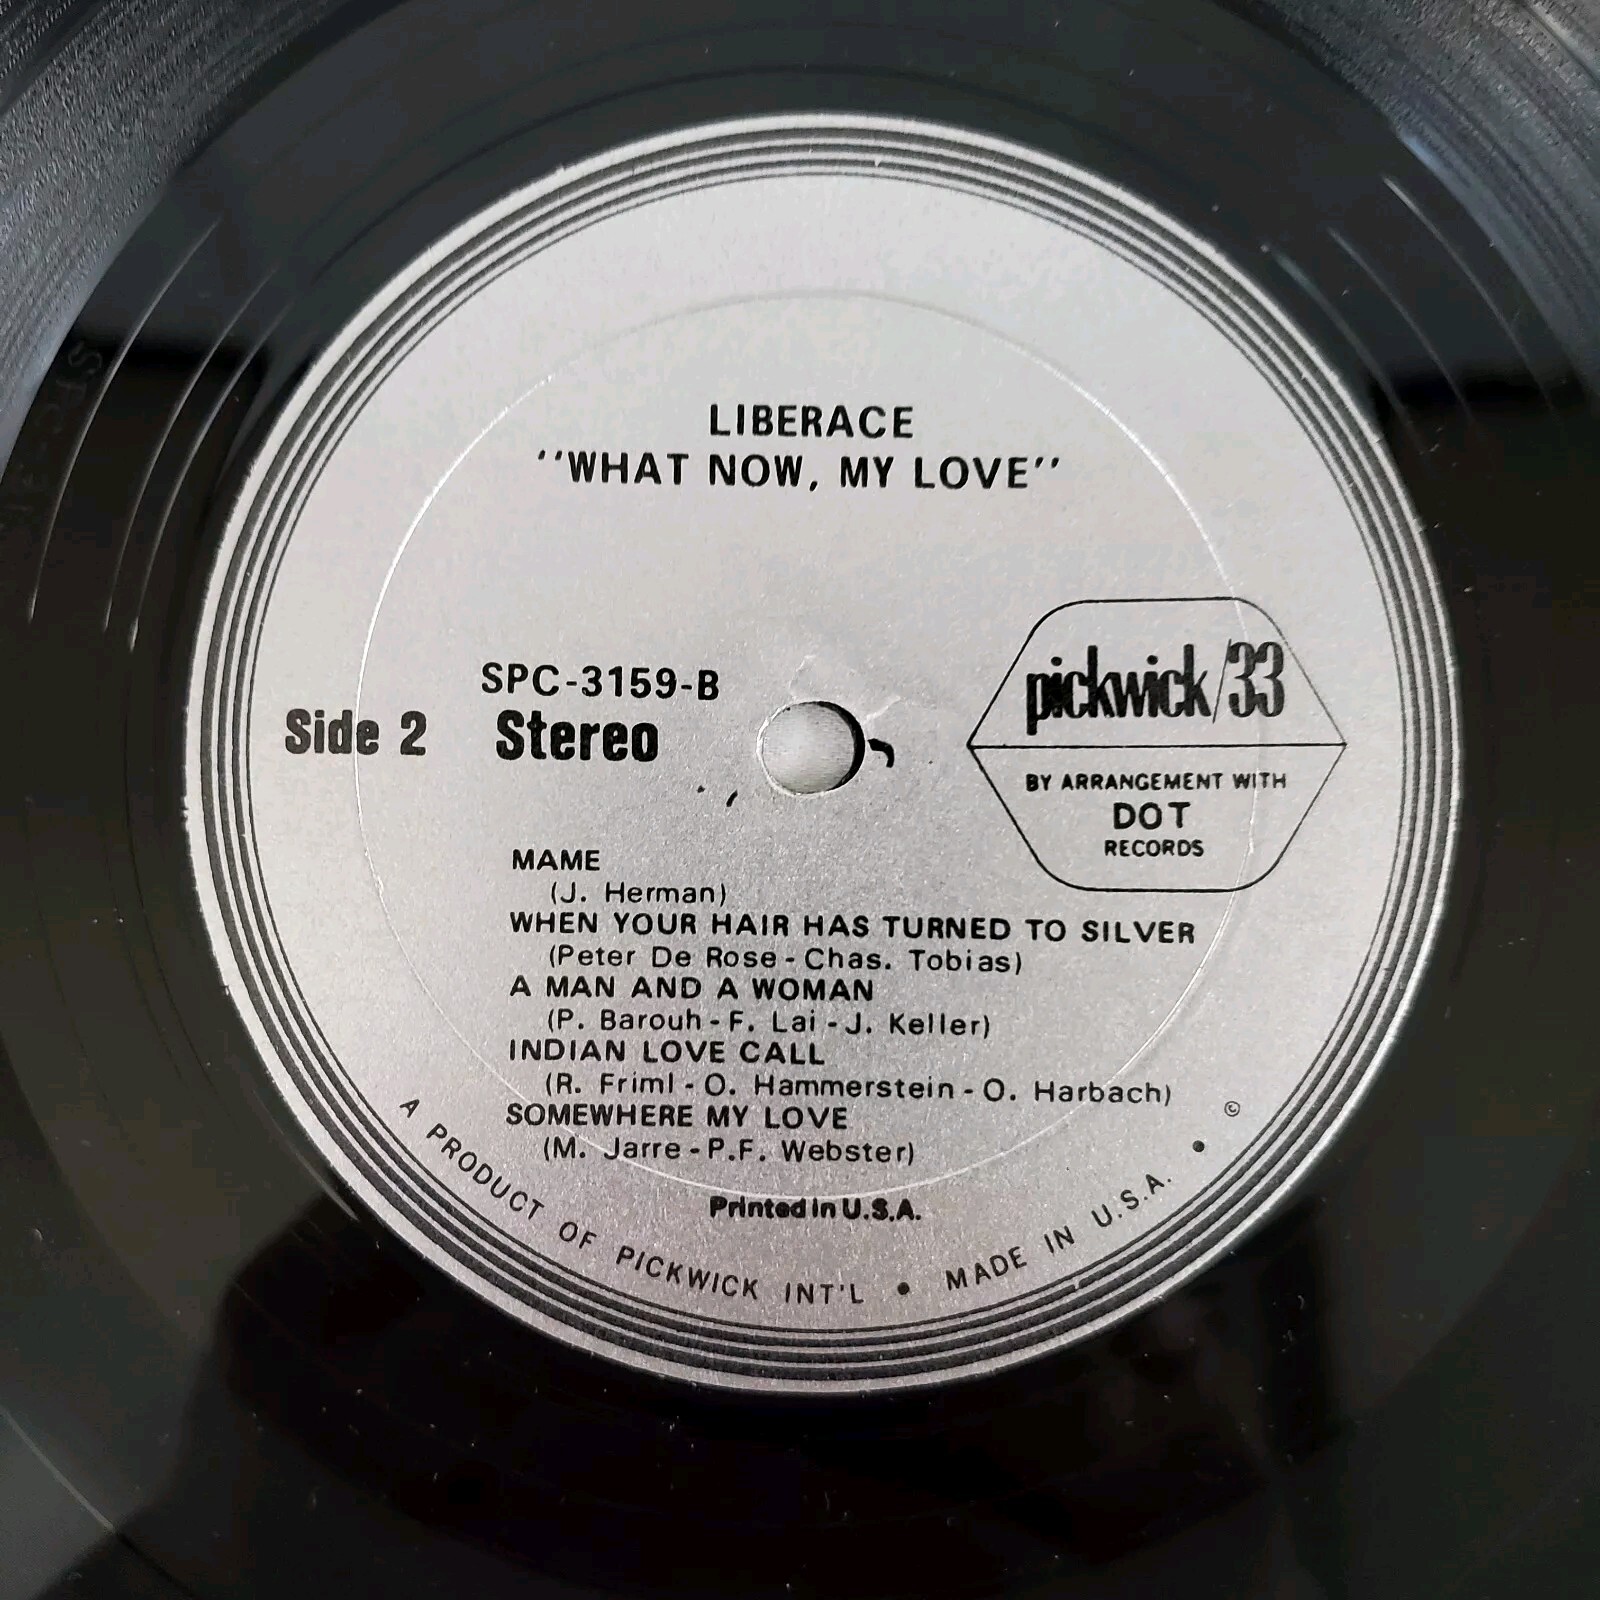 LIBERACE
''WHAT NOW, MY LOVE''
SPC-3159-B
Side 2 Stereo
pickwick/33
BY ARRANGEMENT WITH
DOT
RECORDS
MAME
(J. Herman)
WHEN YOUR HAIR HAS TURNED TO SILVER
(Peter De Rose - Chas. Tobias)
A MAN AND A WOMAN
(P. Barouh - F. Lai - J. Keller)
INDIAN LOVE CALL
(R. Friml - O. Hammerstein - O. Harbach)
SOMEWHERE MY LOVE
(M. Jarre - P.F. Webster)
Printed in U.S.A.
A PRODUCT OF PICKWICK INT'L • MADE IN U.S.A. • ©